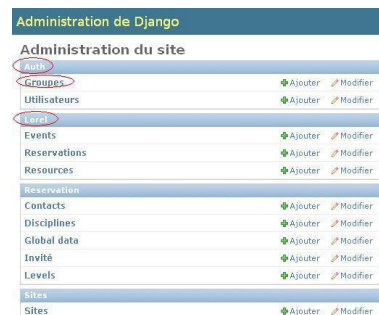 Administration de Django
Administration du site
Auth
Groupes Ajouter Modifier
Utilisateurs Ajouter Modifier
Lorel
Events Ajouter Modifier
Reservations Ajouter Modifier
Resources Ajouter Modifier
Reservation
Contacts Ajouter Modifier
Disciplines Ajouter Modifier
Global data Ajouter Modifier
Invité Ajouter Modifier
Levels Ajouter Modifier
Sites
Sites Ajouter Modifier